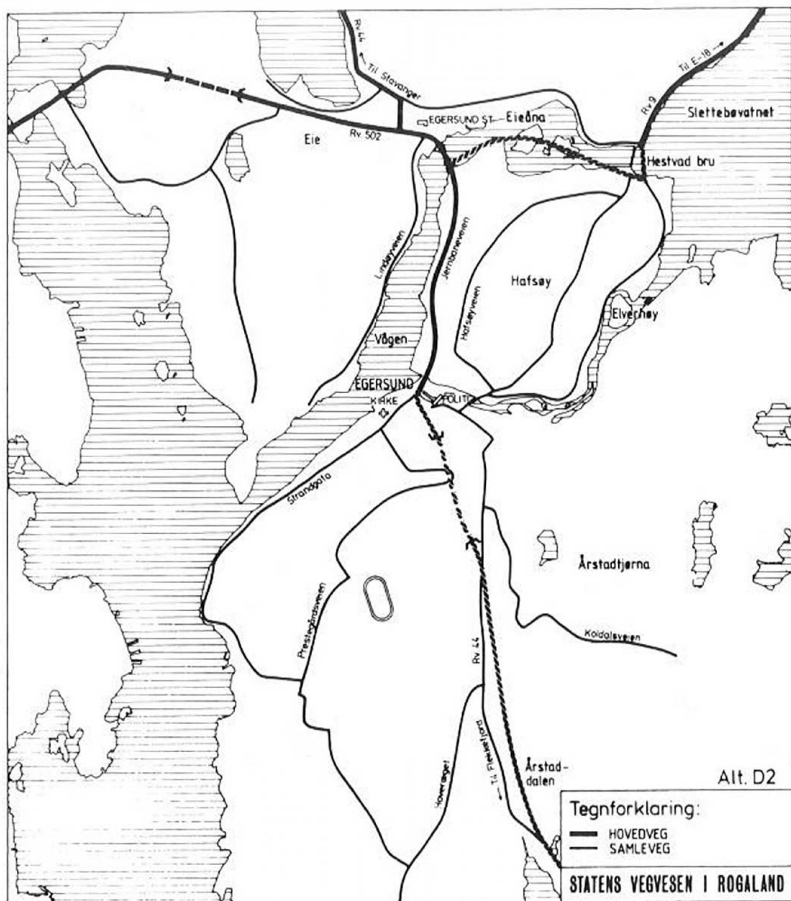 Rv. 44
Til Stavanger
Rv. 9
Til E-18
Slettebøvatnet
EGERSUND ST.
Eieåna
Rv. 502
Eie
Hestvad bru
Lindøyveien
Jernbaneveien
Hafsøyveien
Hafsøy
Elverhøy
Vågen
EGERSUND
KIRKE
POLITI
Strandgata
Årstadtjørna
Prestegårdsveien
Rv. 44
Koldalsveien
Hovelandet
Til Flekkefjord
Årstad-
dalen
Alt. D2
Tegnforklaring:
HOVEDVEG
SAMLEVEG
STATENS VEGVESEN I ROGALAND